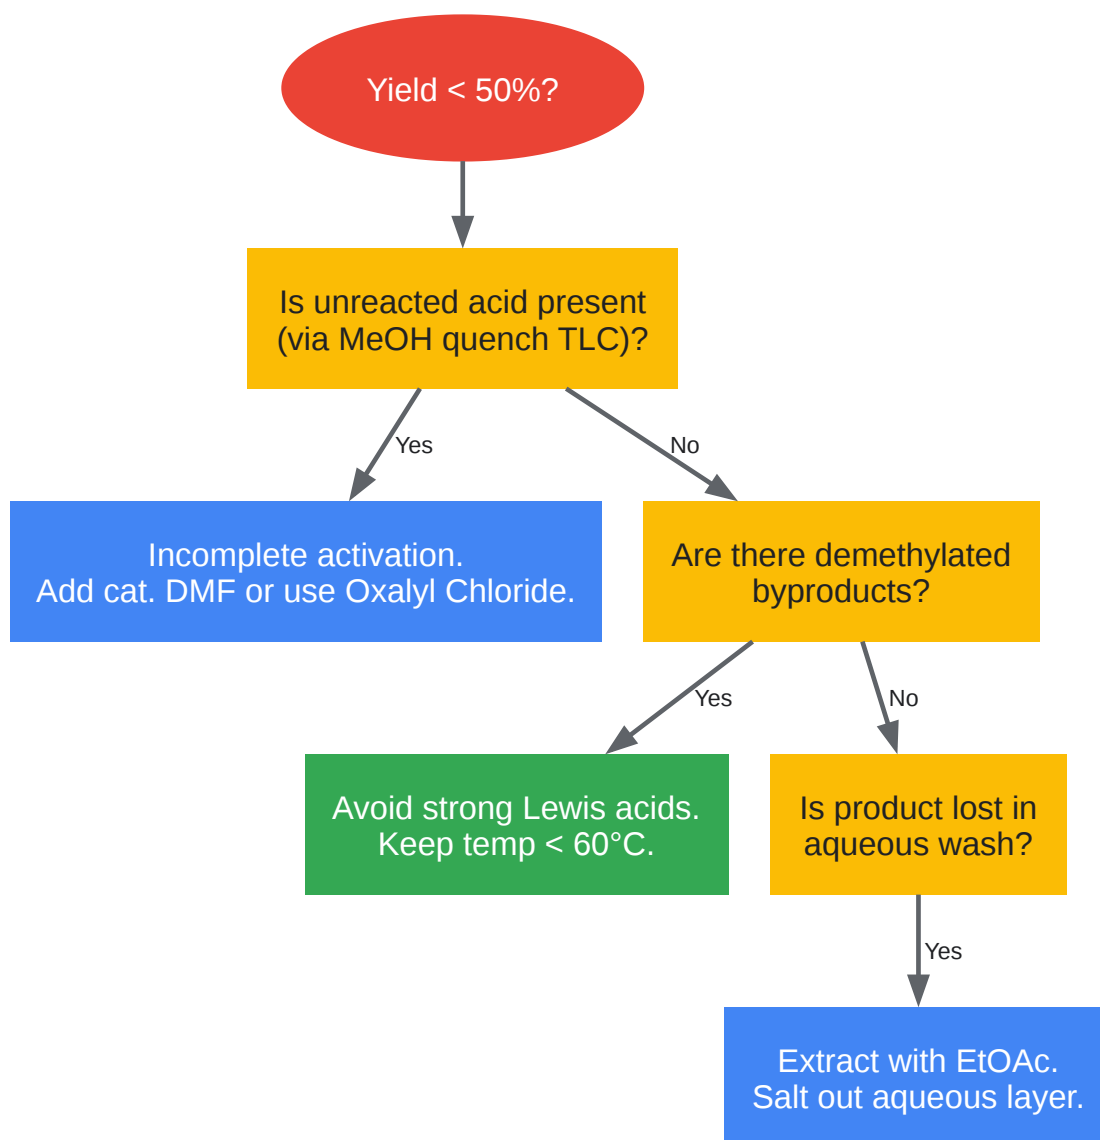 Yield < 50%?
Is unreacted acid present
(via MeOH quench TLC)?
Yes
No
Incomplete activation.
Add cat. DMF or use Oxalyl Chloride.
Are there demethylated
byproducts?
Yes
No
Avoid strong Lewis acids.
Keep temp < 60°C.
Is product lost in
aqueous wash?
Yes
Extract with EtOAc.
Salt out aqueous layer.